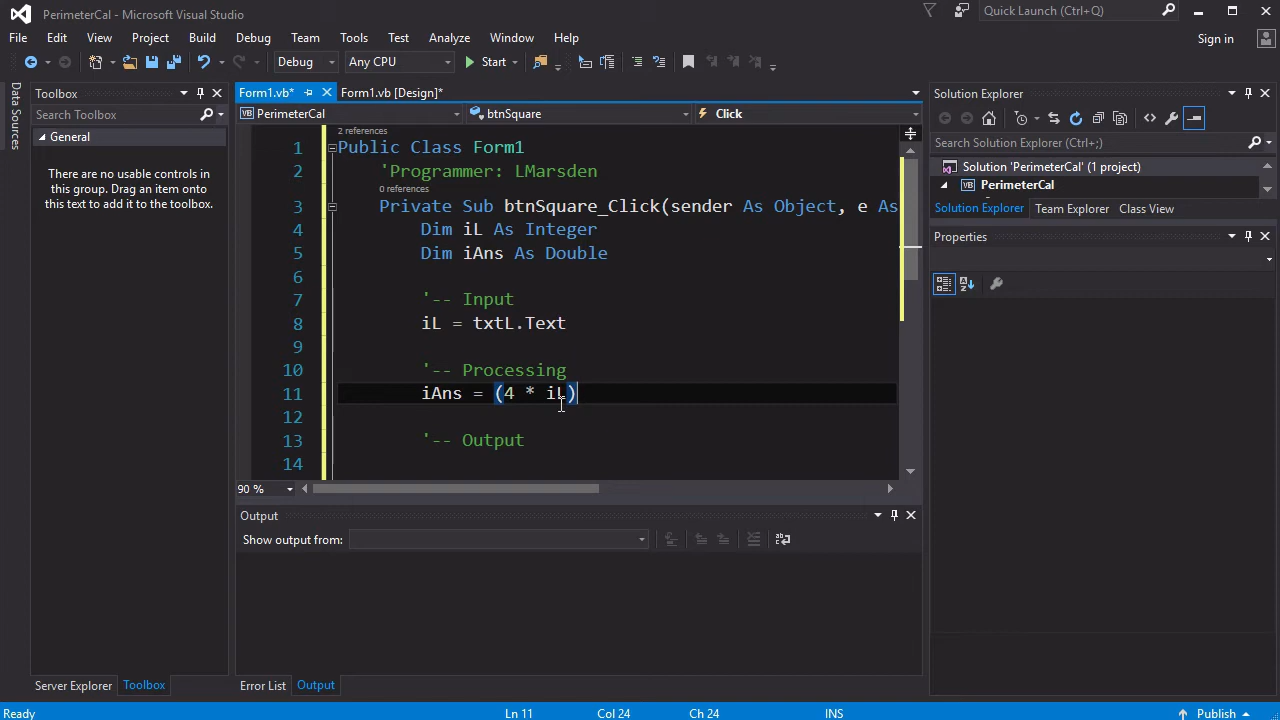 PerimeterCal - Microsoft Visual Studio
Quick Launch (Ctrl+Q)
File Edit View Project Build Debug Team Tools Test Analyze Window Help
Sign in
Debug Any CPU Start
Data Sources
Toolbox
Search Toolbox
General
There are no usable controls in
this group. Drag an item onto
this text to add it to the toolbox.
Server Explorer Toolbox
Form1.vb* Form1.vb [Design]*
PerimeterCal btnSquare Click
2 references
1 Public Class Form1
2 'Programmer: LMarsden
0 references
3 Private Sub btnSquare_Click(sender As Object, e As
4 Dim iL As Integer
5 Dim iAns As Double
6
7 '-- Input
8 iL = txtL.Text
9
10 '-- Processing
11 iAns = (4 * iL)
12
13 '-- Output
14
90 %
Output
Show output from:
Error List Output
Solution Explorer
Search Solution Explorer (Ctrl+;)
Solution 'PerimeterCal' (1 project)
PerimeterCal
Solution Explorer Team Explorer Class View
Properties
Ready Ln 11 Col 24 Ch 24 INS Publish